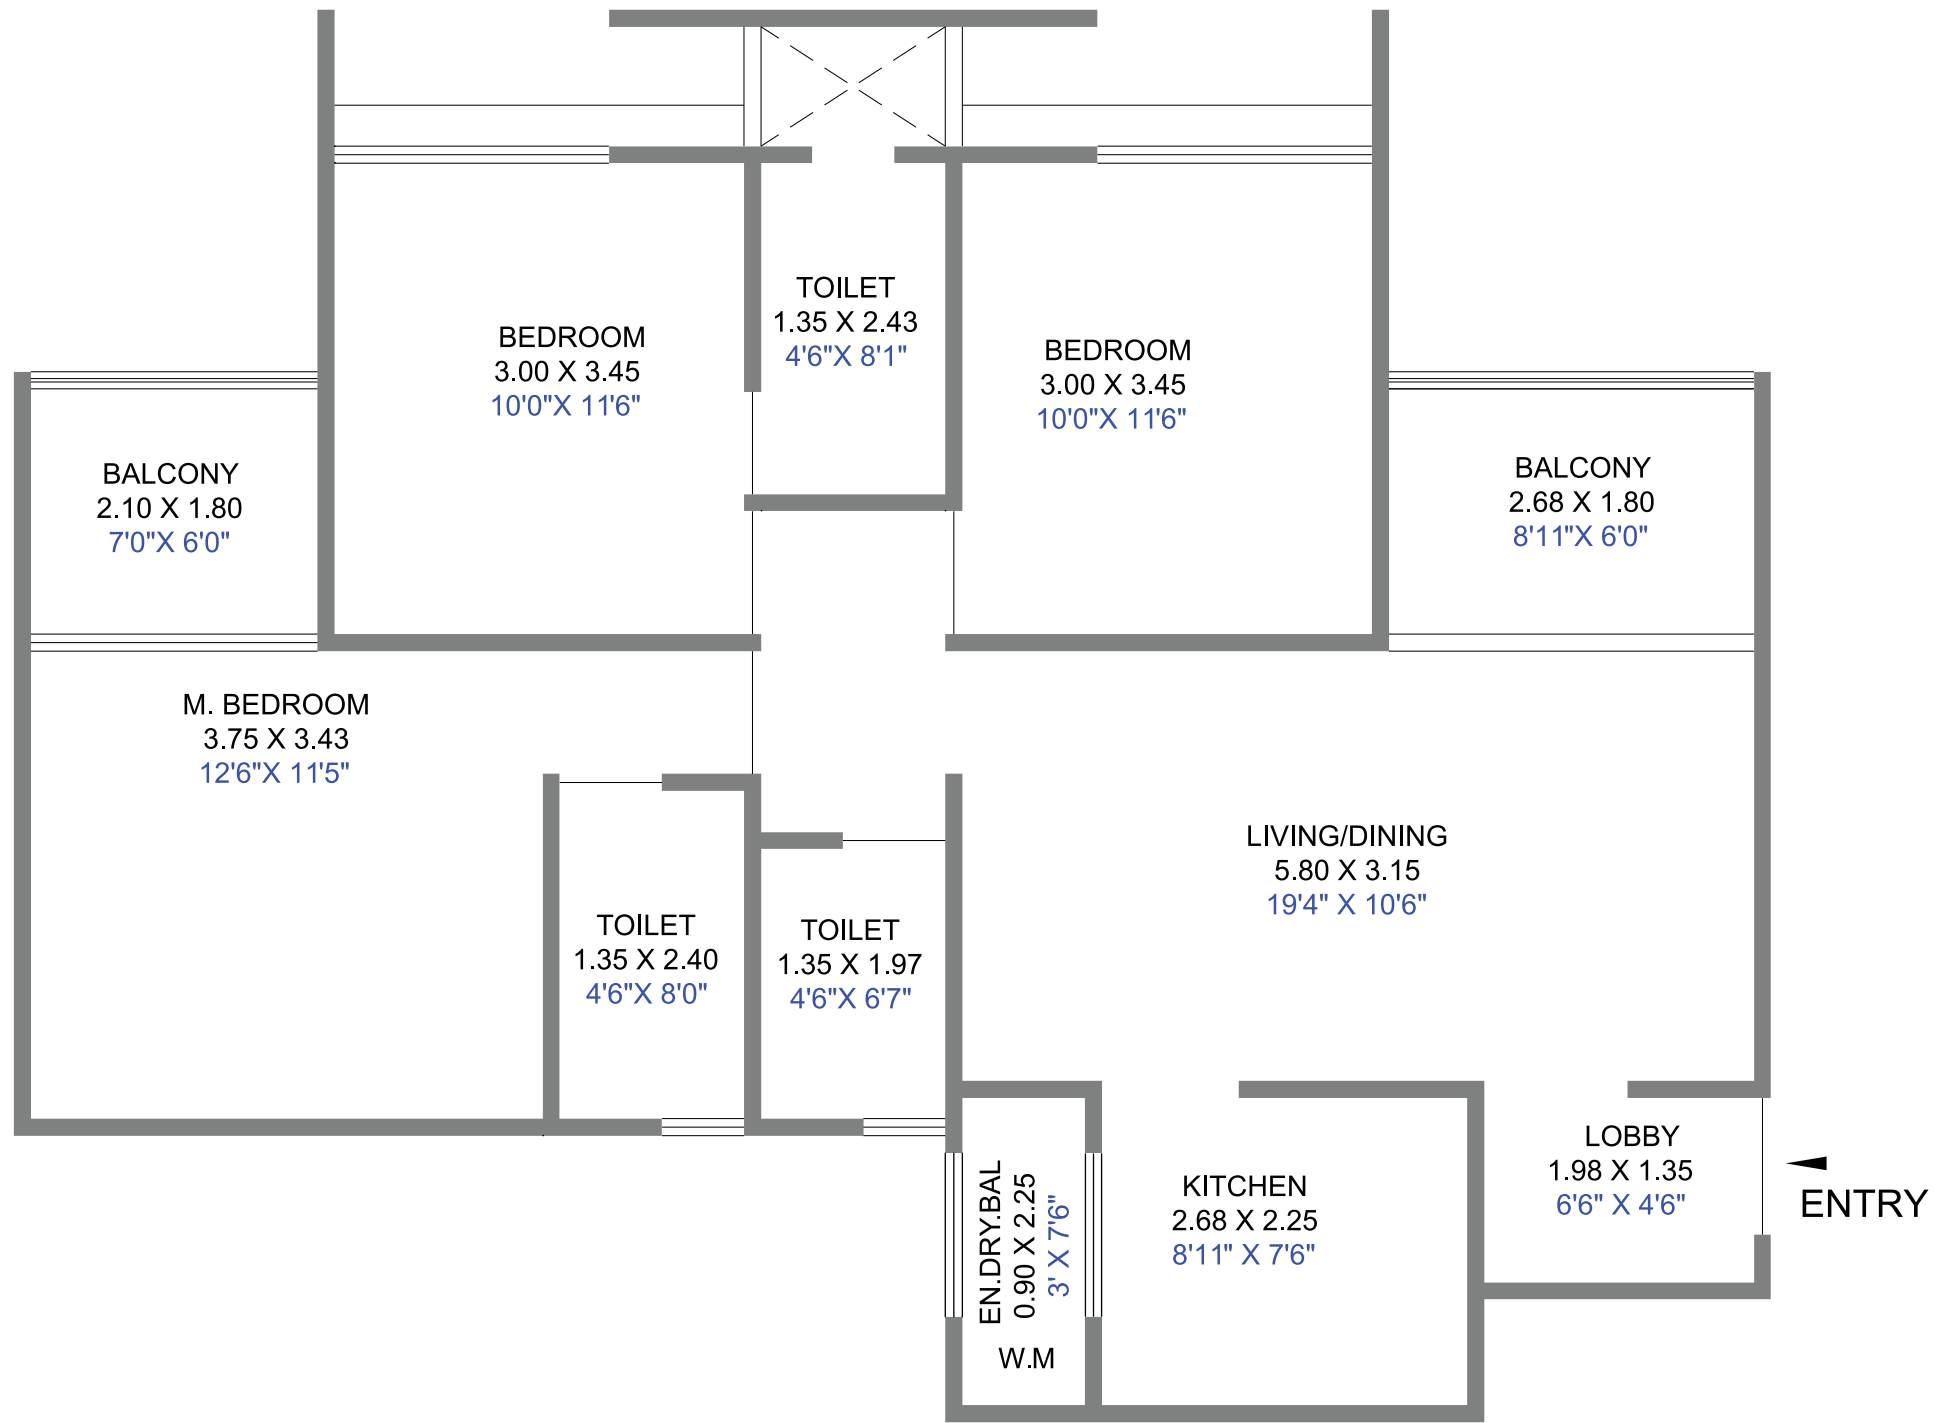 TOILET
1.35 X 2.43
4'6"X 8'1"
BEDROOM
3.00 X 3.45
10'0"X 11'6"
BEDROOM
3.00 X 3.45
10'0"X 11'6"
BALCONY
2.10 X 1.80
7'0"X 6'0"
BALCONY
2.68 X 1.80
8'11"X 6'0"
M. BEDROOM
3.75 X 3.43
12'6"X 11'5"
LIVING/DINING
5.80 X 3.15
19'4" X 10'6"
TOILET
1.35 X 2.40
4'6"X 8'0"
TOILET
1.35 X 1.97
4'6"X 6'7"
EN.DRY.BAL
0.90 X 2.25
3' X 7'6"
W.M
KITCHEN
2.68 X 2.25
8'11" X 7'6"
LOBBY
1.98 X 1.35
6'6" X 4'6"
ENTRY